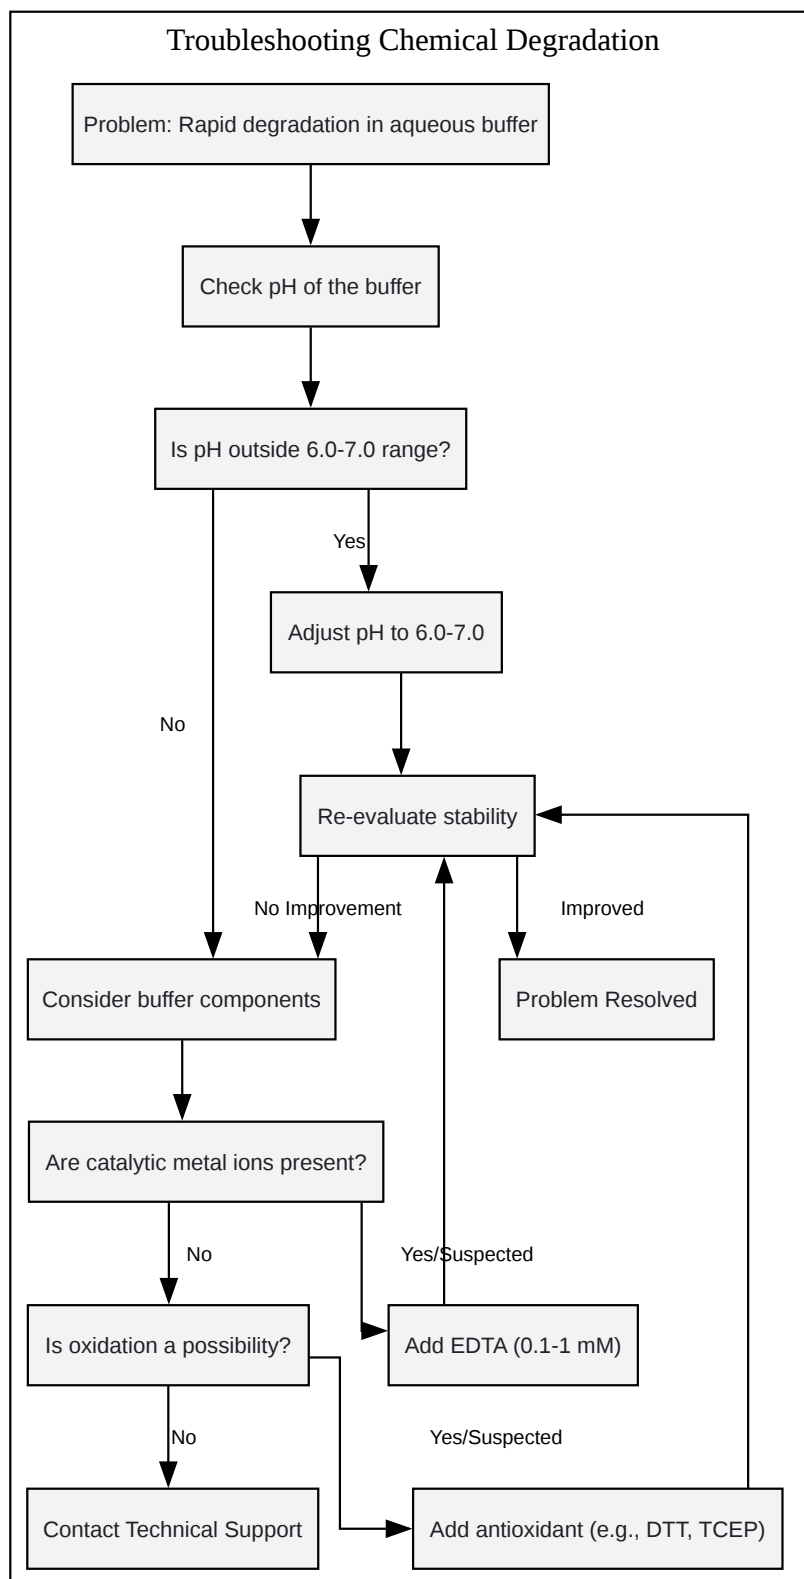 Troubleshooting Chemical Degradation
Problem: Rapid degradation in aqueous buffer
Check pH of the buffer
Is pH outside 6.0-7.0 range?
Yes
Adjust pH to 6.0-7.0
No
Re-evaluate stability
No Improvement
Improved
Consider buffer components
Problem Resolved
Are catalytic metal ions present?
No
Yes/Suspected
Is oxidation a possibility?
Add EDTA (0.1-1 mM)
No
Yes/Suspected
Contact Technical Support
Add antioxidant (e.g., DTT, TCEP)